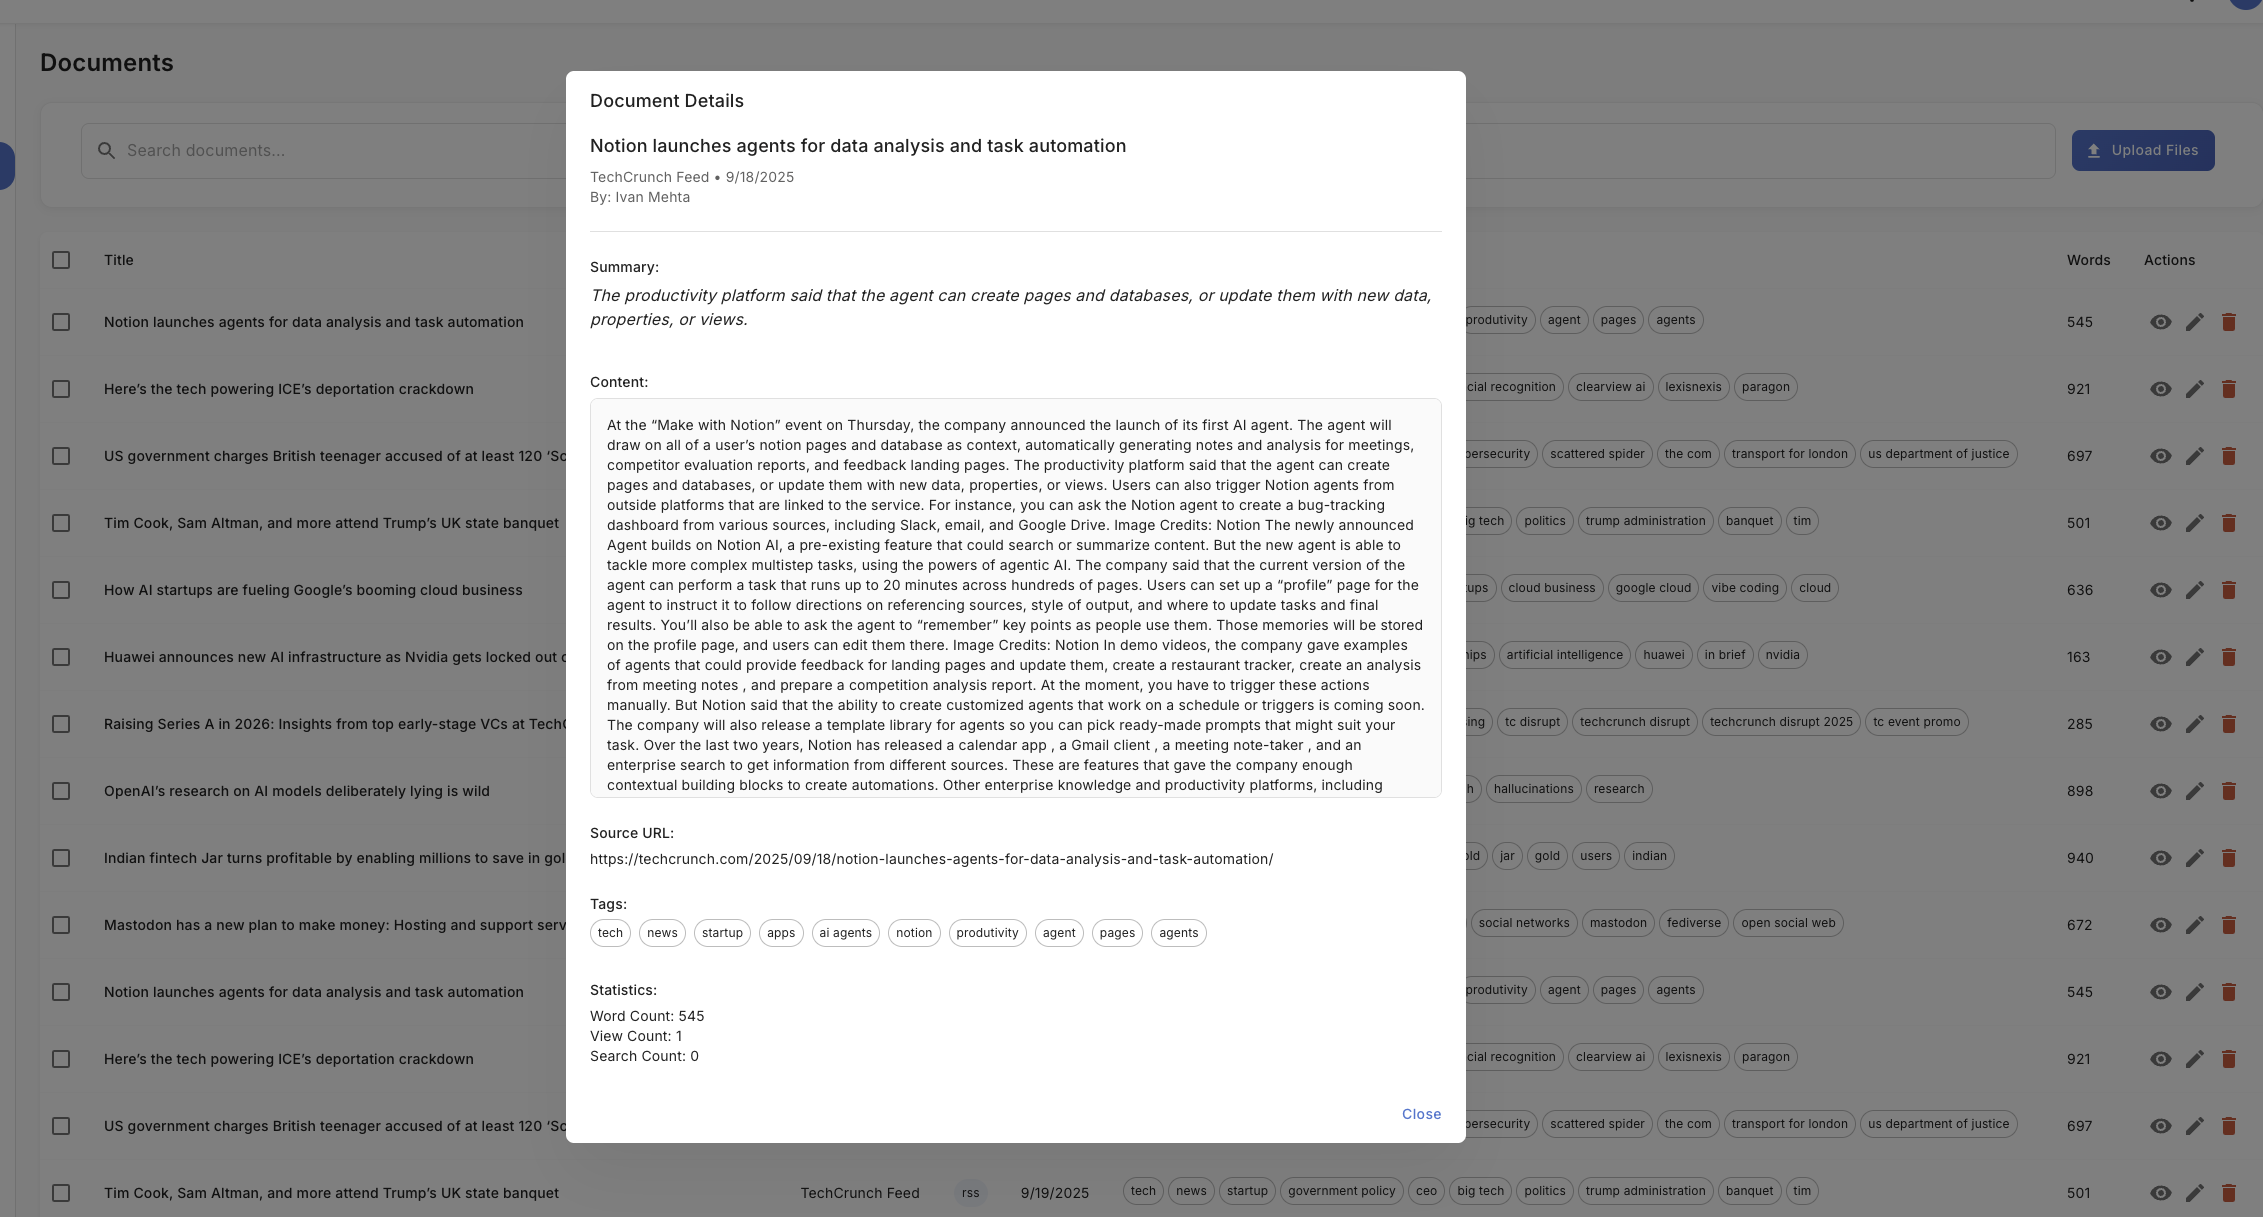 Documents
Search documents...
Upload Files
Title
Words
Actions
Notion launches agents for data analysis and task automation
produtivity
agent
pages
agents
545
Here’s the tech powering ICE’s deportation crackdown
recognition
clearview ai
lexisnexis
paragon
921
US government charges British teenager accused of at least 120
scattered spider
the com
transport for london
us department of justice
697
Tim Cook, Sam Altman, and more attend Trump’s UK state banquet
tech
politics
trump administration
banquet
tim
501
How AI startups are fueling Google’s booming cloud business
cloud business
google cloud
vibe coding
cloud
636
Huawei announces new AI infrastructure as Nvidia gets locked out
artificial intelligence
huawei
in brief
nvidia
163
Raising Series A in 2026: Insights from top early-stage VCs at
tc disrupt
techcrunch disrupt
techcrunch disrupt 2025
tc event promo
285
OpenAI’s research on AI models deliberately lying is wild
hallucinations
research
898
Indian fintech Jar turns profitable by enabling millions to save in
jar
gold
users
indian
940
Mastodon has a new plan to make money: Hosting and support
social networks
mastodon
fediverse
open social web
672
Notion launches agents for data analysis and task automation
produtivity
agent
pages
agents
545
Here’s the tech powering ICE’s deportation crackdown
recognition
clearview ai
lexisnexis
paragon
921
US government charges British teenager accused of at least 120
scattered spider
the com
transport for london
us department of justice
697
Tim Cook, Sam Altman, and more attend Trump’s UK state banquet
TechCrunch Feed
rss
9/19/2025
tech
news
startup
government policy
ceo
big tech
politics
trump administration
banquet
tim
501
Document Details
Notion launches agents for data analysis and task automation
TechCrunch Feed • 9/18/2025
By: Ivan Mehta
Summary:
The productivity platform said that the agent can create pages and databases, or update them with new data,
properties, or views.
Content:
At the “Make with Notion” event on Thursday, the company announced the launch of its first AI agent. The agent will
draw on all of a user’s notion pages and database as context, automatically generating notes and analysis for meetings,
competitor evaluation reports, and feedback landing pages. The productivity platform said that the agent can create
pages and databases, or update them with new data, properties, or views. Users can also trigger Notion agents from
outside platforms that are linked to the service. For instance, you can ask the Notion agent to create a bug-tracking
dashboard from various sources, including Slack, email, and Google Drive. Image Credits: Notion The newly announced
Agent builds on Notion AI, a pre-existing feature that could search or summarize content. But the new agent is able to
tackle more complex multistep tasks, using the powers of agentic AI. The company said that the current version of the
agent can perform a task that runs up to 20 minutes across hundreds of pages. Users can set up a “profile” page for the
agent to instruct it to follow directions on referencing sources, style of output, and where to update tasks and final
results. You’ll also be able to ask the agent to “remember” key points as people use them. Those memories will be stored
on the profile page, and users can edit them there. Image Credits: Notion In demo videos, the company gave examples
of agents that could provide feedback for landing pages and update them, create a restaurant tracker, create an analysis
from meeting notes , and prepare a competition analysis report. At the moment, you have to trigger these actions
manually. But Notion said that the ability to create customized agents that work on a schedule or triggers is coming soon.
The company will also release a template library for agents so you can pick ready-made prompts that might suit your
task. Over the last two years, Notion has released a calendar app , a Gmail client , a meeting note-taker , and an
enterprise search to get information from different sources. These are features that gave the company enough
contextual building blocks to create automations. Other enterprise knowledge and productivity platforms, including
Source URL:
https://techcrunch.com/2025/09/18/notion-launches-agents-for-data-analysis-and-task-automation/
Tags:
tech
news
startup
apps
ai agents
notion
produtivity
agent
pages
agents
Statistics:
Word Count: 545
View Count: 1
Search Count: 0
Close